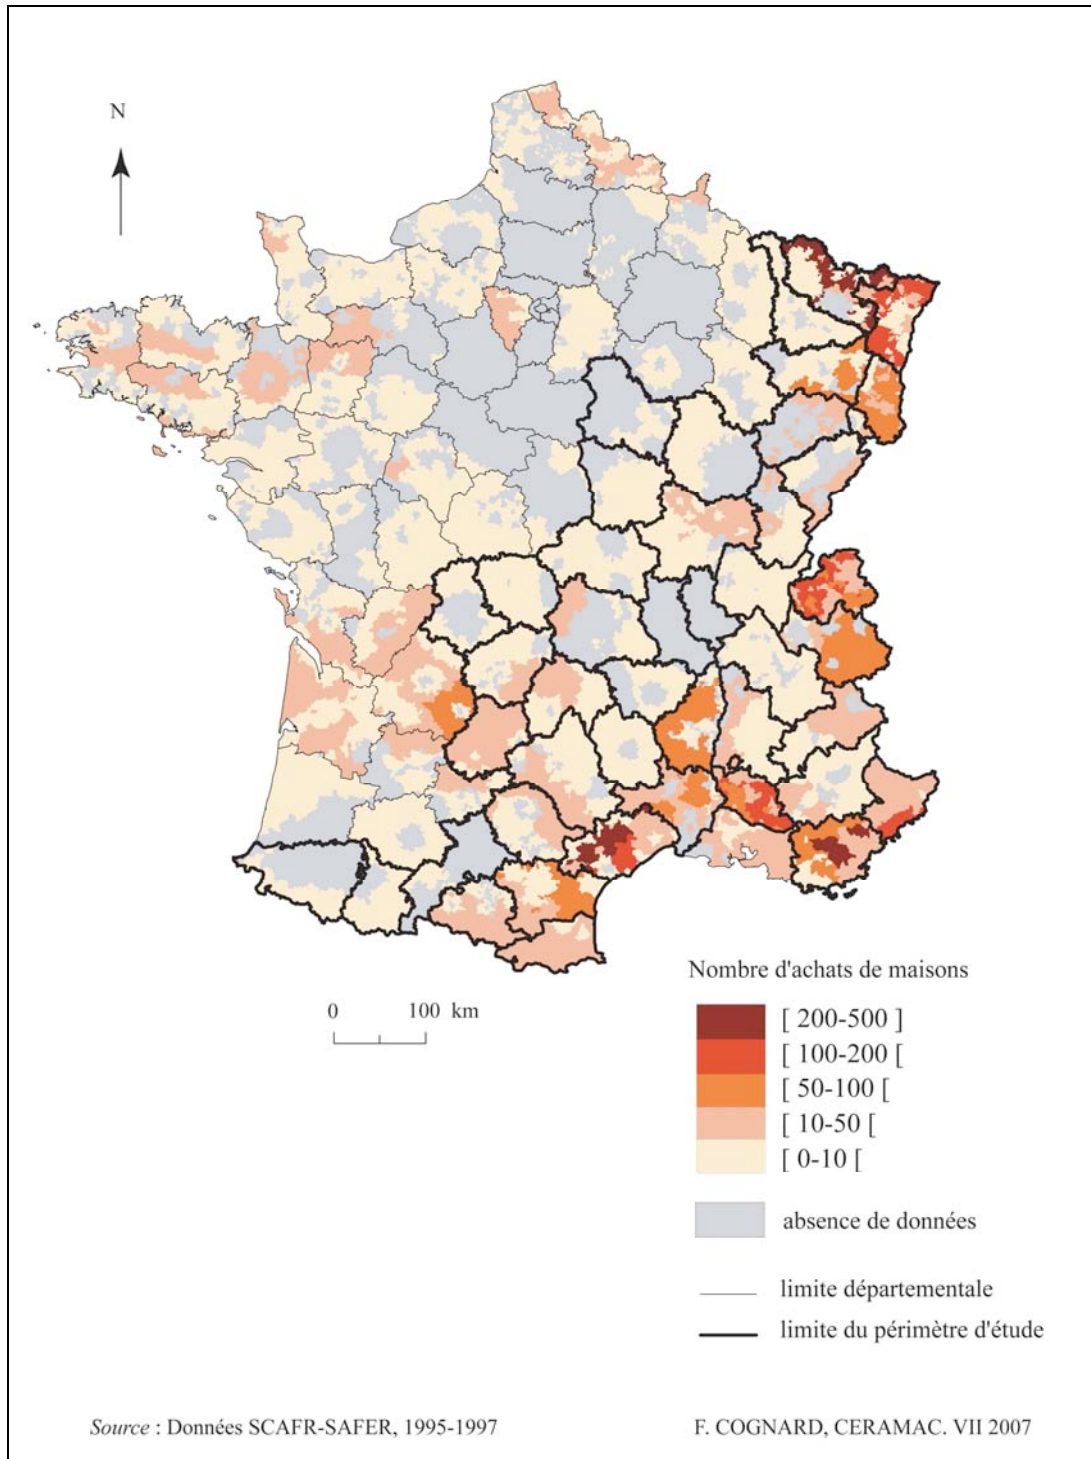 N
0 100 km
Nombre d'achats de maisons
[ 200-500 ]
[ 100-200 [
[ 50-100 [
[ 10-50 [
[ 0-10 [
absence de données
limite départementale
limite du périmètre d'étude
Source : Données SCAFR-SAFER, 1995-1997
F. COGNARD, CERAMAC. VII 2007